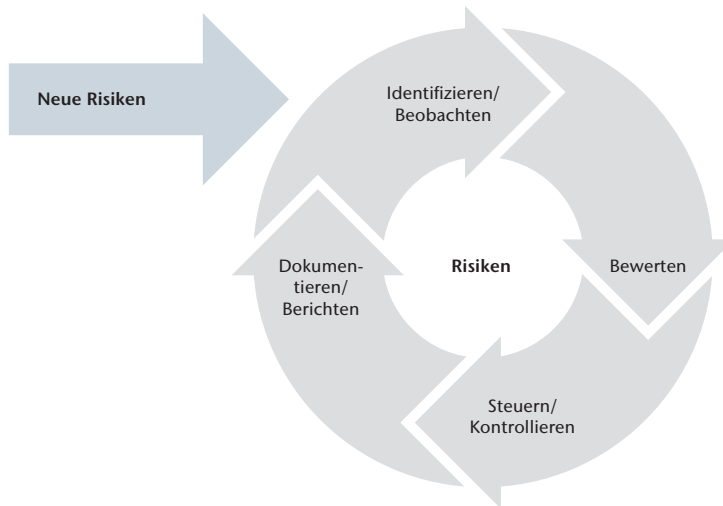 Neue Risiken
Identifizieren/
Beobachten
Bewerten
Steuern/
Kontrollieren
Dokumen-
tieren/
Berichten
Risiken